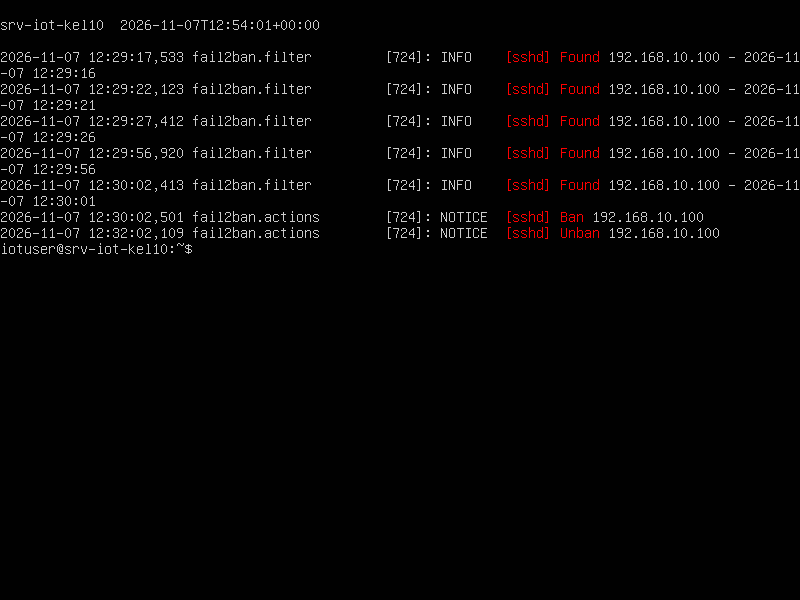 srv-iot-kel10  2026-11-07T12:54:01+00:00
2026-11-07 12:29:17,533 fail2ban.filter         [724]: INFO    [sshd] Found 192.168.10.100 - 2026-11
-07 12:29:16
2026-11-07 12:29:22,123 fail2ban.filter         [724]: INFO    [sshd] Found 192.168.10.100 - 2026-11
-07 12:29:21
2026-11-07 12:29:27,412 fail2ban.filter         [724]: INFO    [sshd] Found 192.168.10.100 - 2026-11
-07 12:29:26
2026-11-07 12:29:56,920 fail2ban.filter         [724]: INFO    [sshd] Found 192.168.10.100 - 2026-11
-07 12:29:56
2026-11-07 12:30:02,413 fail2ban.filter         [724]: INFO    [sshd] Found 192.168.10.100 - 2026-11
-07 12:30:01
2026-11-07 12:30:02,501 fail2ban.actions        [724]: NOTICE  [sshd] Ban 192.168.10.100
2026-11-07 12:32:02,109 fail2ban.actions        [724]: NOTICE  [sshd] Unban 192.168.10.100
iotuser@srv-iot-kel10:~$